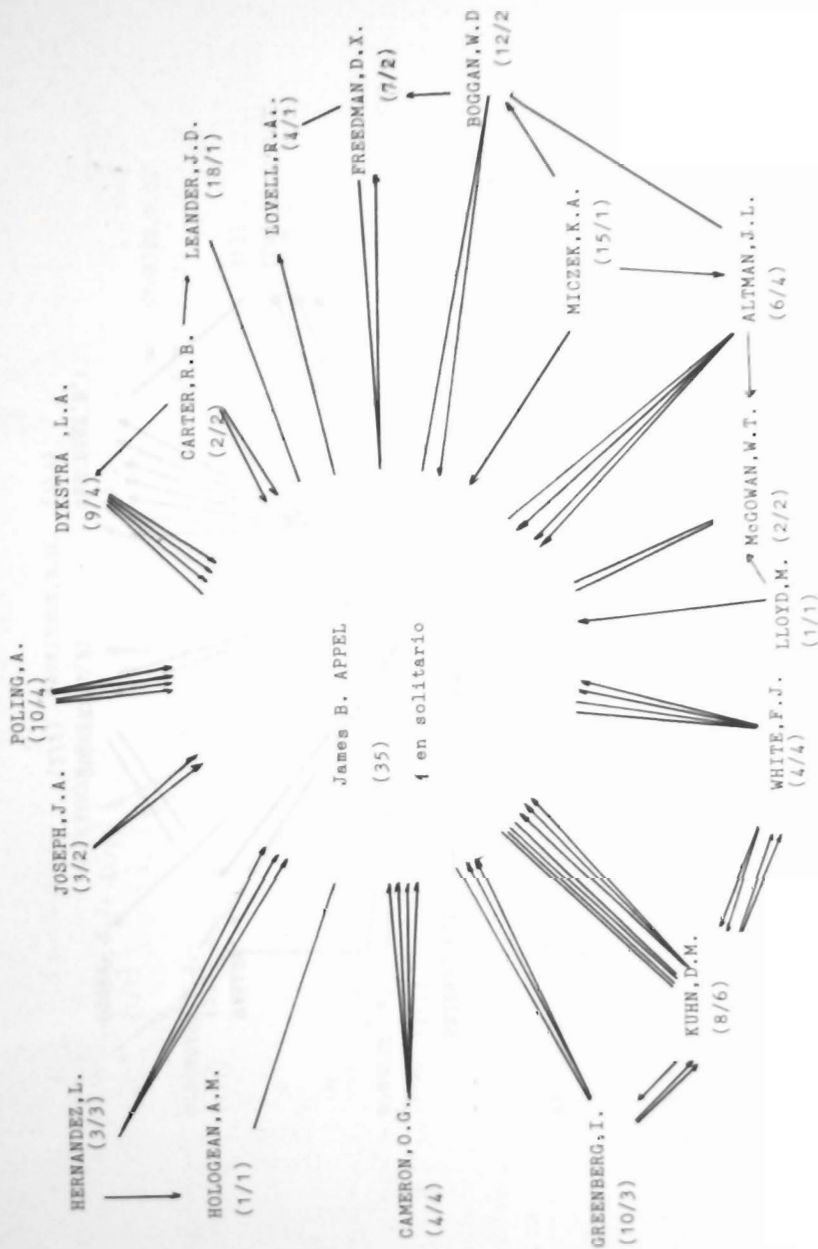 POLING,A.
(10/4)
DYKSTRA ,L.A.
(9/4)
CARTER,R.B.
(2/2)
LEANDER,J.D.
(18/1)
LOVELL,R.A..
(4/1)
FREEDMAN,D.X.
(7/2)
BOGGAN,W.D
(12/2
MICZEK,K.A.
(15/1)
ALTMAN,J.L.
(6/4)
McGOWAN,W.T.
(2/2)
LLOYD,M.
(1/1)
WHITE,F.J.
(4/4)
KUHN,D.M.
(8/6)
GREENBERG,I.
(10/3)
CAMERON,O.G.
(4/4)
HOLOGEAN,A.M.
(1/1)
HERNANDEZ,L.
(3/3)
JOSEPH,J.A.
(3/2)
James B. APPEL
(35)
1 en solitario